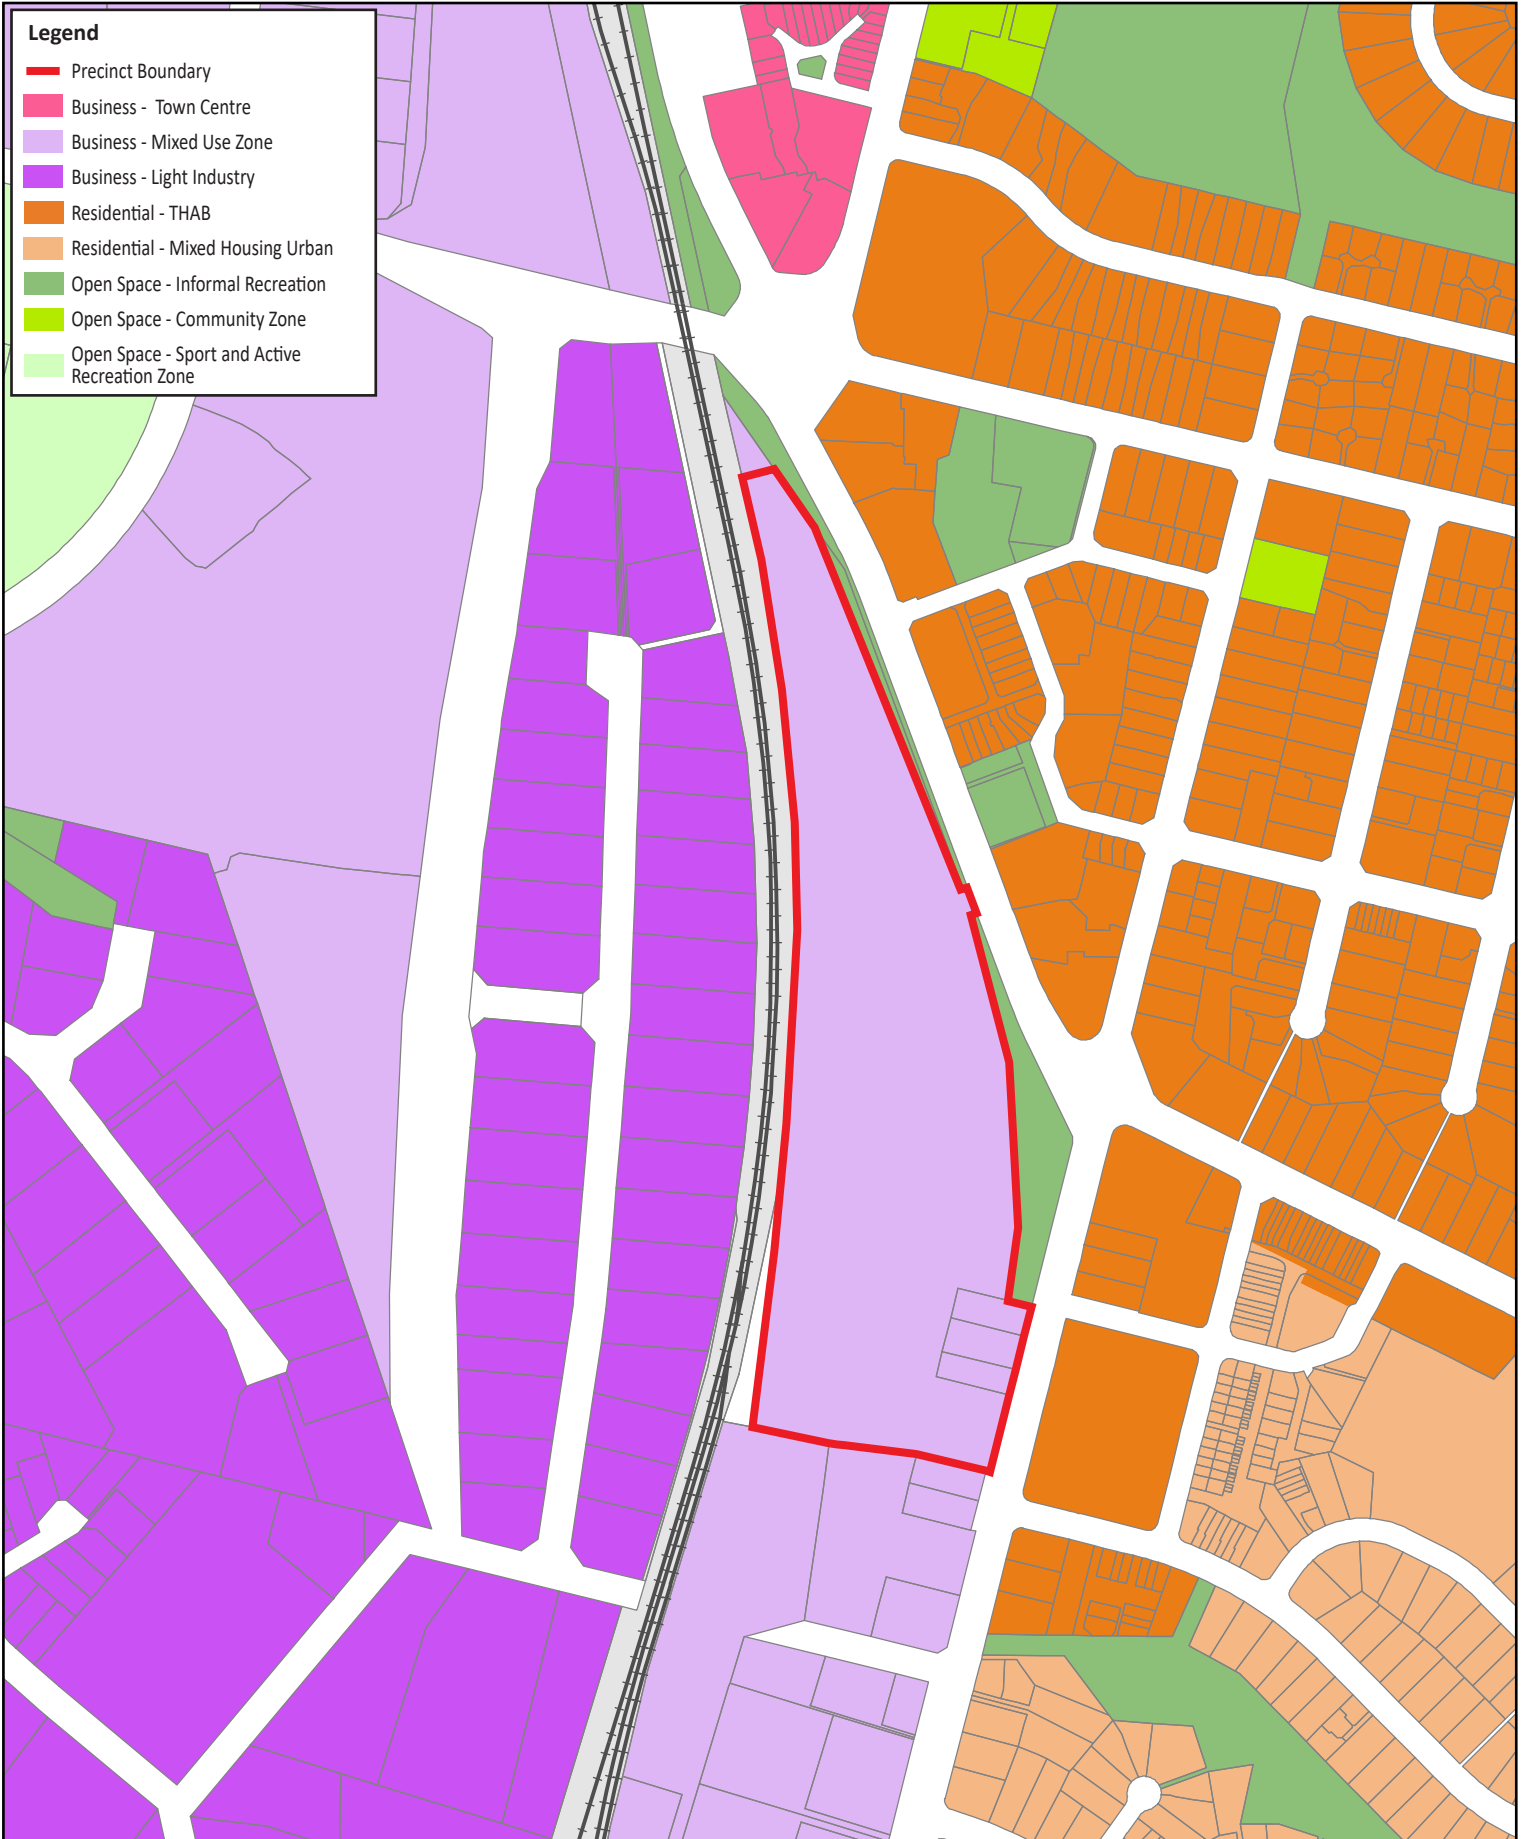 Legend
Precinct Boundary
Business - Town Centre
Business - Mixed Use Zone
Business - Light Industry
Residential - THAB
Residential - Mixed Housing Urban
Open Space - Informal Recreation
Open Space - Community Zone
Open Space - Sport and Active
Recreation Zone